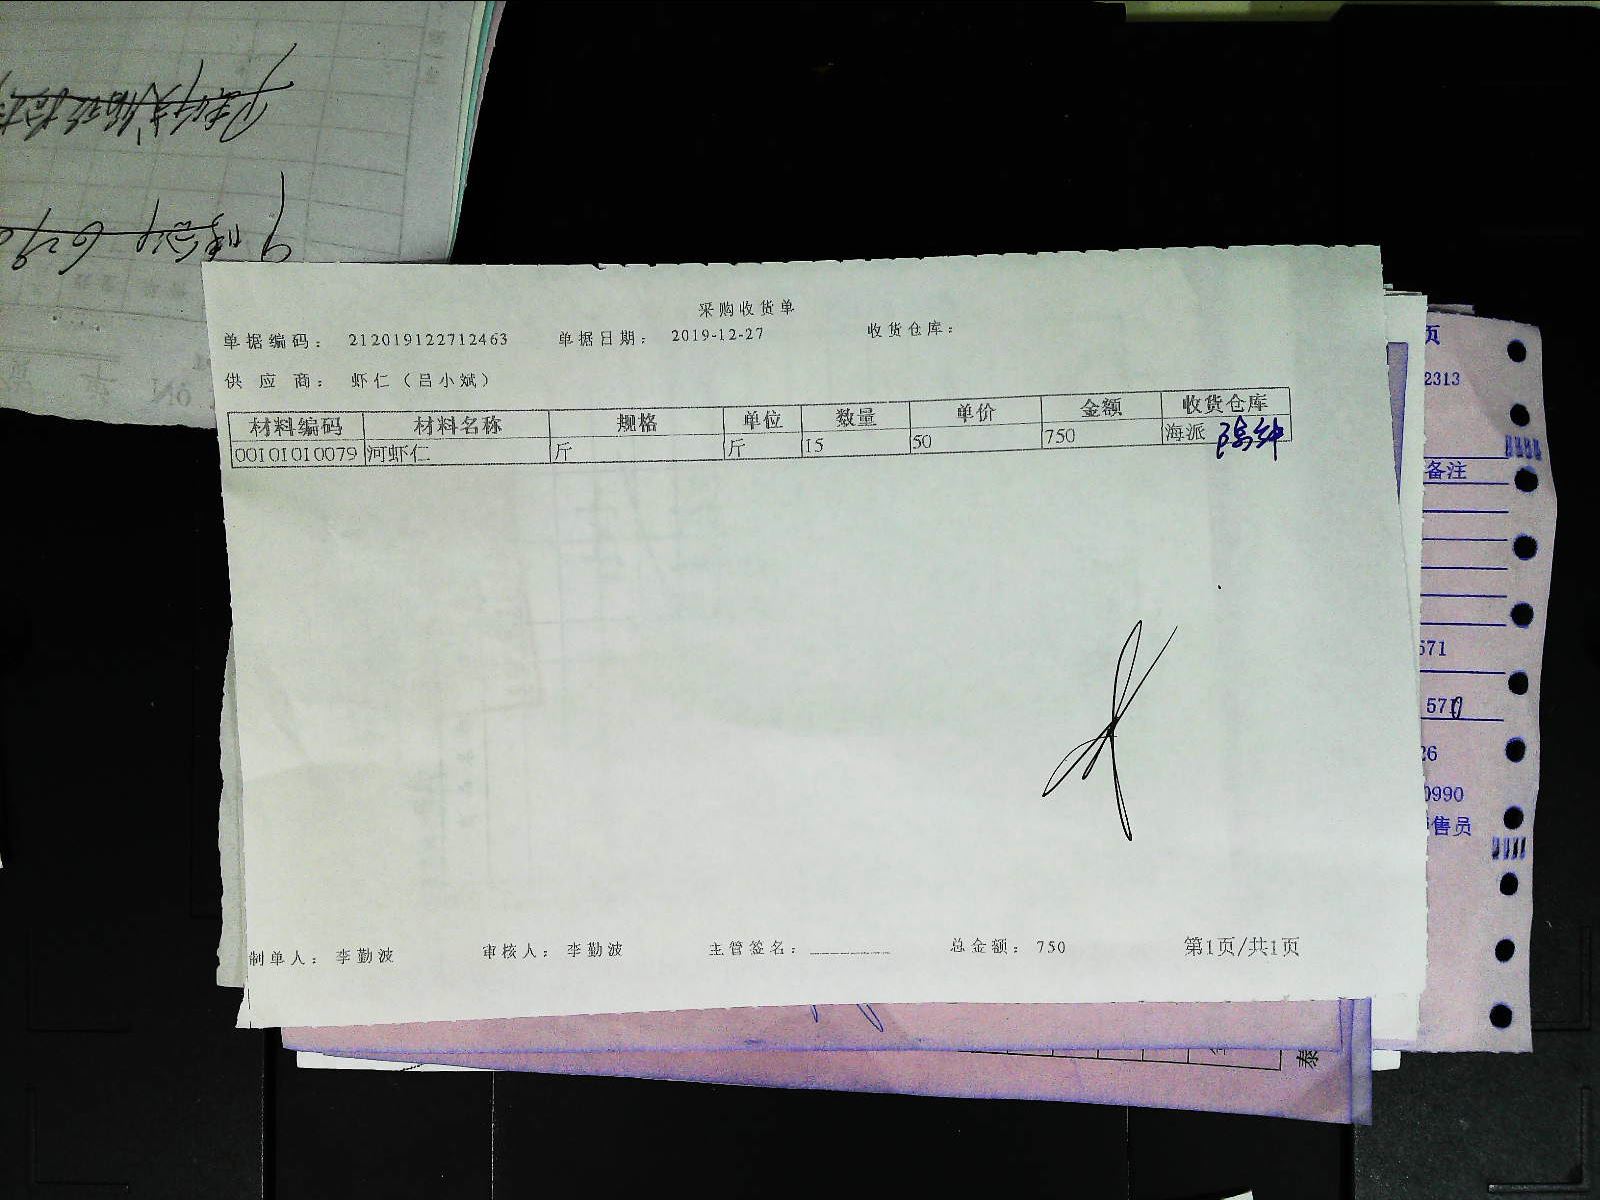 采购收货单
单据编码： 212019122712463 单据日期： 2019-12-27 收货仓库：
供应商： 虾仁（吕小斌）
材料编码 材料名称 规格 单位 数量 单价 金额 收货仓库
00101010079 河虾仁 斤 斤 15 50 750 海派
制单人： 李勤波 审核人： 李勤波 主管签名： ________ 总金额： 750 第1页/共1页
页
2313
备注
571
571
26
0990
售员
泰